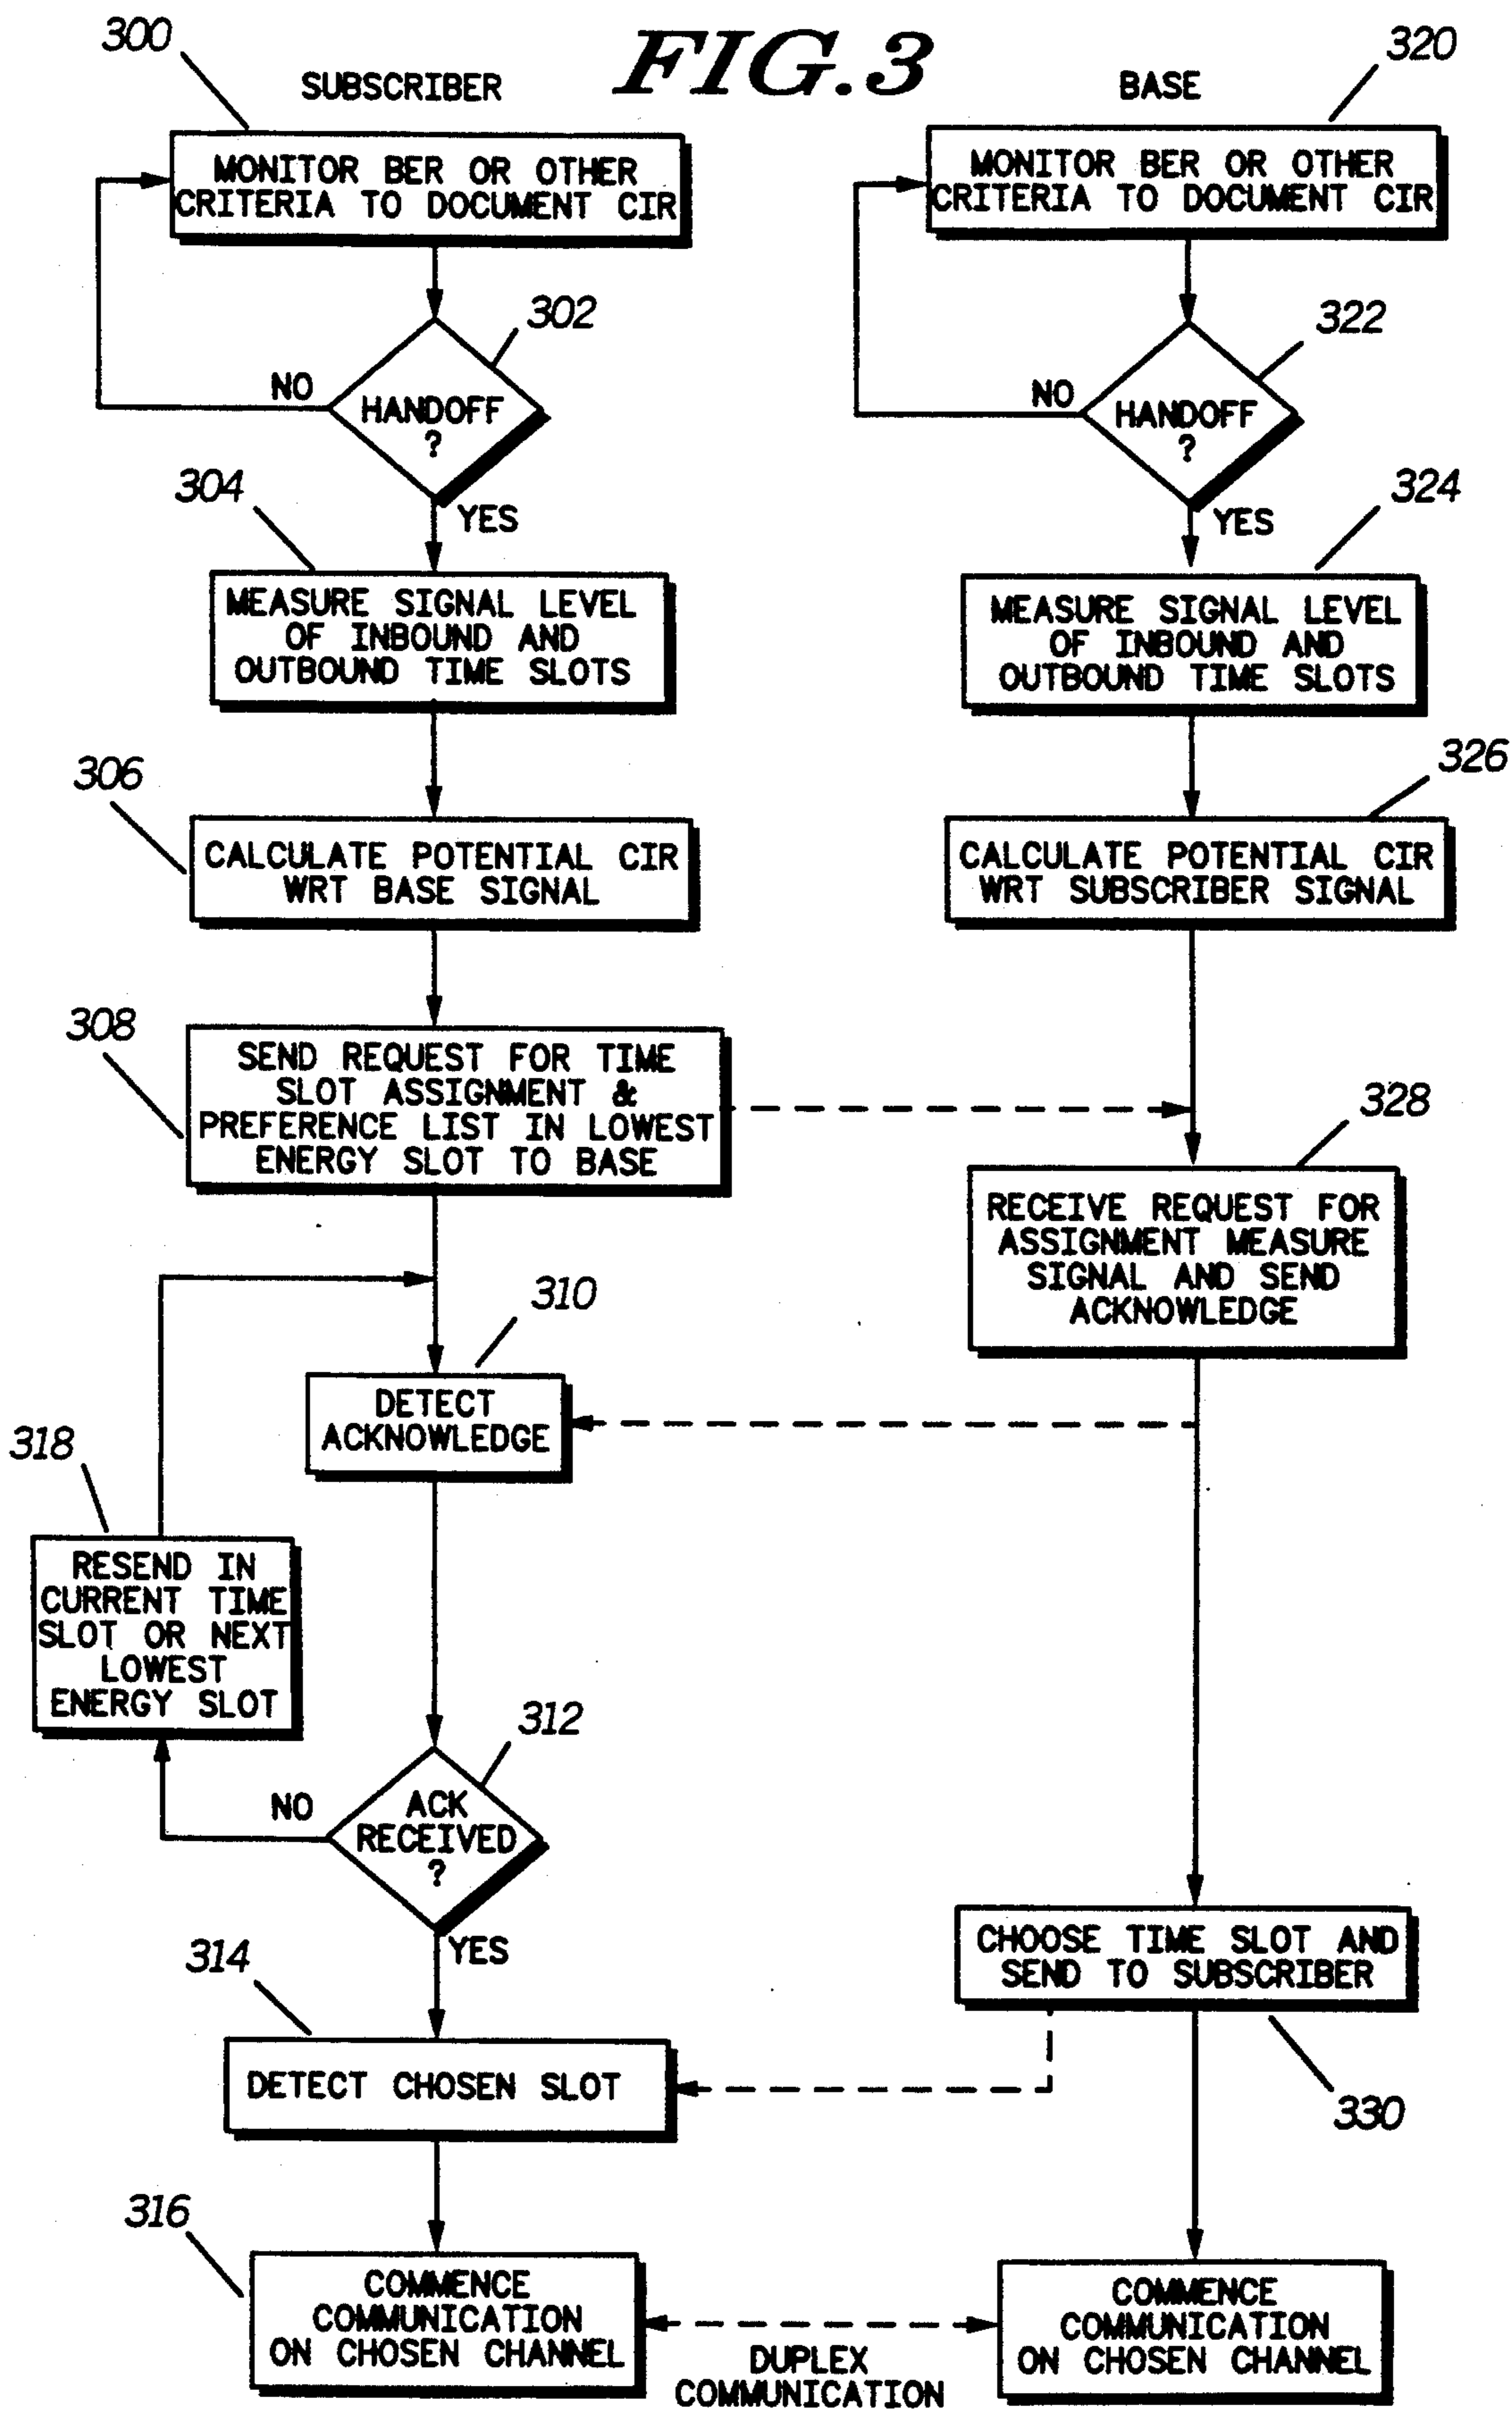 FIG.3
SUBSCRIBER
300
MONITOR BER OR OTHER
CRITERIA TO DOCUMENT CIR
302
HANDOFF
?
NO
YES
304
MEASURE SIGNAL LEVEL
OF INBOUND AND
OUTBOUND TIME SLOTS
306
CALCULATE POTENTIAL CIR
WRT BASE SIGNAL
308
SEND REQUEST FOR TIME
SLOT ASSIGNMENT &
PREFERENCE LIST IN LOWEST
ENERGY SLOT TO BASE
310
DETECT
ACKNOWLEDGE
318
RESEND IN
CURRENT TIME
SLOT OR NEXT
LOWEST
ENERGY SLOT
312
ACK
RECEIVED
?
NO
YES
314
DETECT CHOSEN SLOT
316
COMMENCE
COMMUNICATION
ON CHOSEN CHANNEL
BASE
320
MONITOR BER OR OTHER
CRITERIA TO DOCUMENT CIR
322
HANDOFF
?
NO
YES
324
MEASURE SIGNAL LEVEL
OF INBOUND AND
OUTBOUND TIME SLOTS
326
CALCULATE POTENTIAL CIR
WRT SUBSCRIBER SIGNAL
328
RECEIVE REQUEST FOR
ASSIGNMENT MEASURE
SIGNAL AND SEND
ACKNOWLEDGE
CHOOSE TIME SLOT AND
SEND TO SUBSCRIBER
330
COMMENCE
COMMUNICATION
ON CHOSEN CHANNEL
DUPLEX
COMMUNICATION